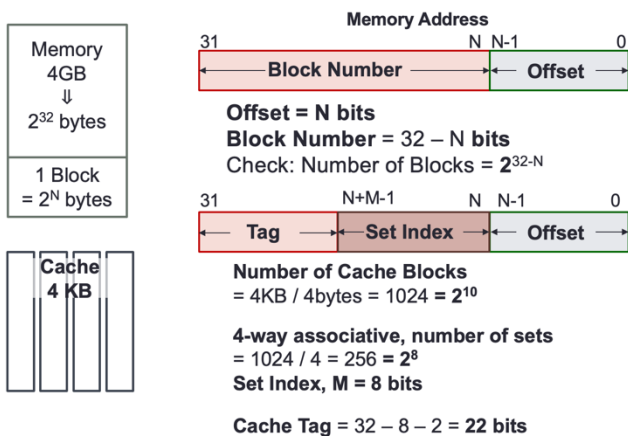 Memory
4GB
⇓
2³² bytes
1 Block
= 2ᴺ bytes
Cache
4 KB
Memory Address
31 N N-1 0
Block Number Offset
Offset = N bits
Block Number = 32 – N bits
Check: Number of Blocks = 2³²⁻ᴺ
31 N+M-1 N N-1 0
Tag Set Index Offset
Number of Cache Blocks
= 4KB / 4bytes = 1024 = 2¹⁰
4-way associative, number of sets
= 1024 / 4 = 256 = 2⁸
Set Index, M = 8 bits
Cache Tag = 32 – 8 – 2 = 22 bits